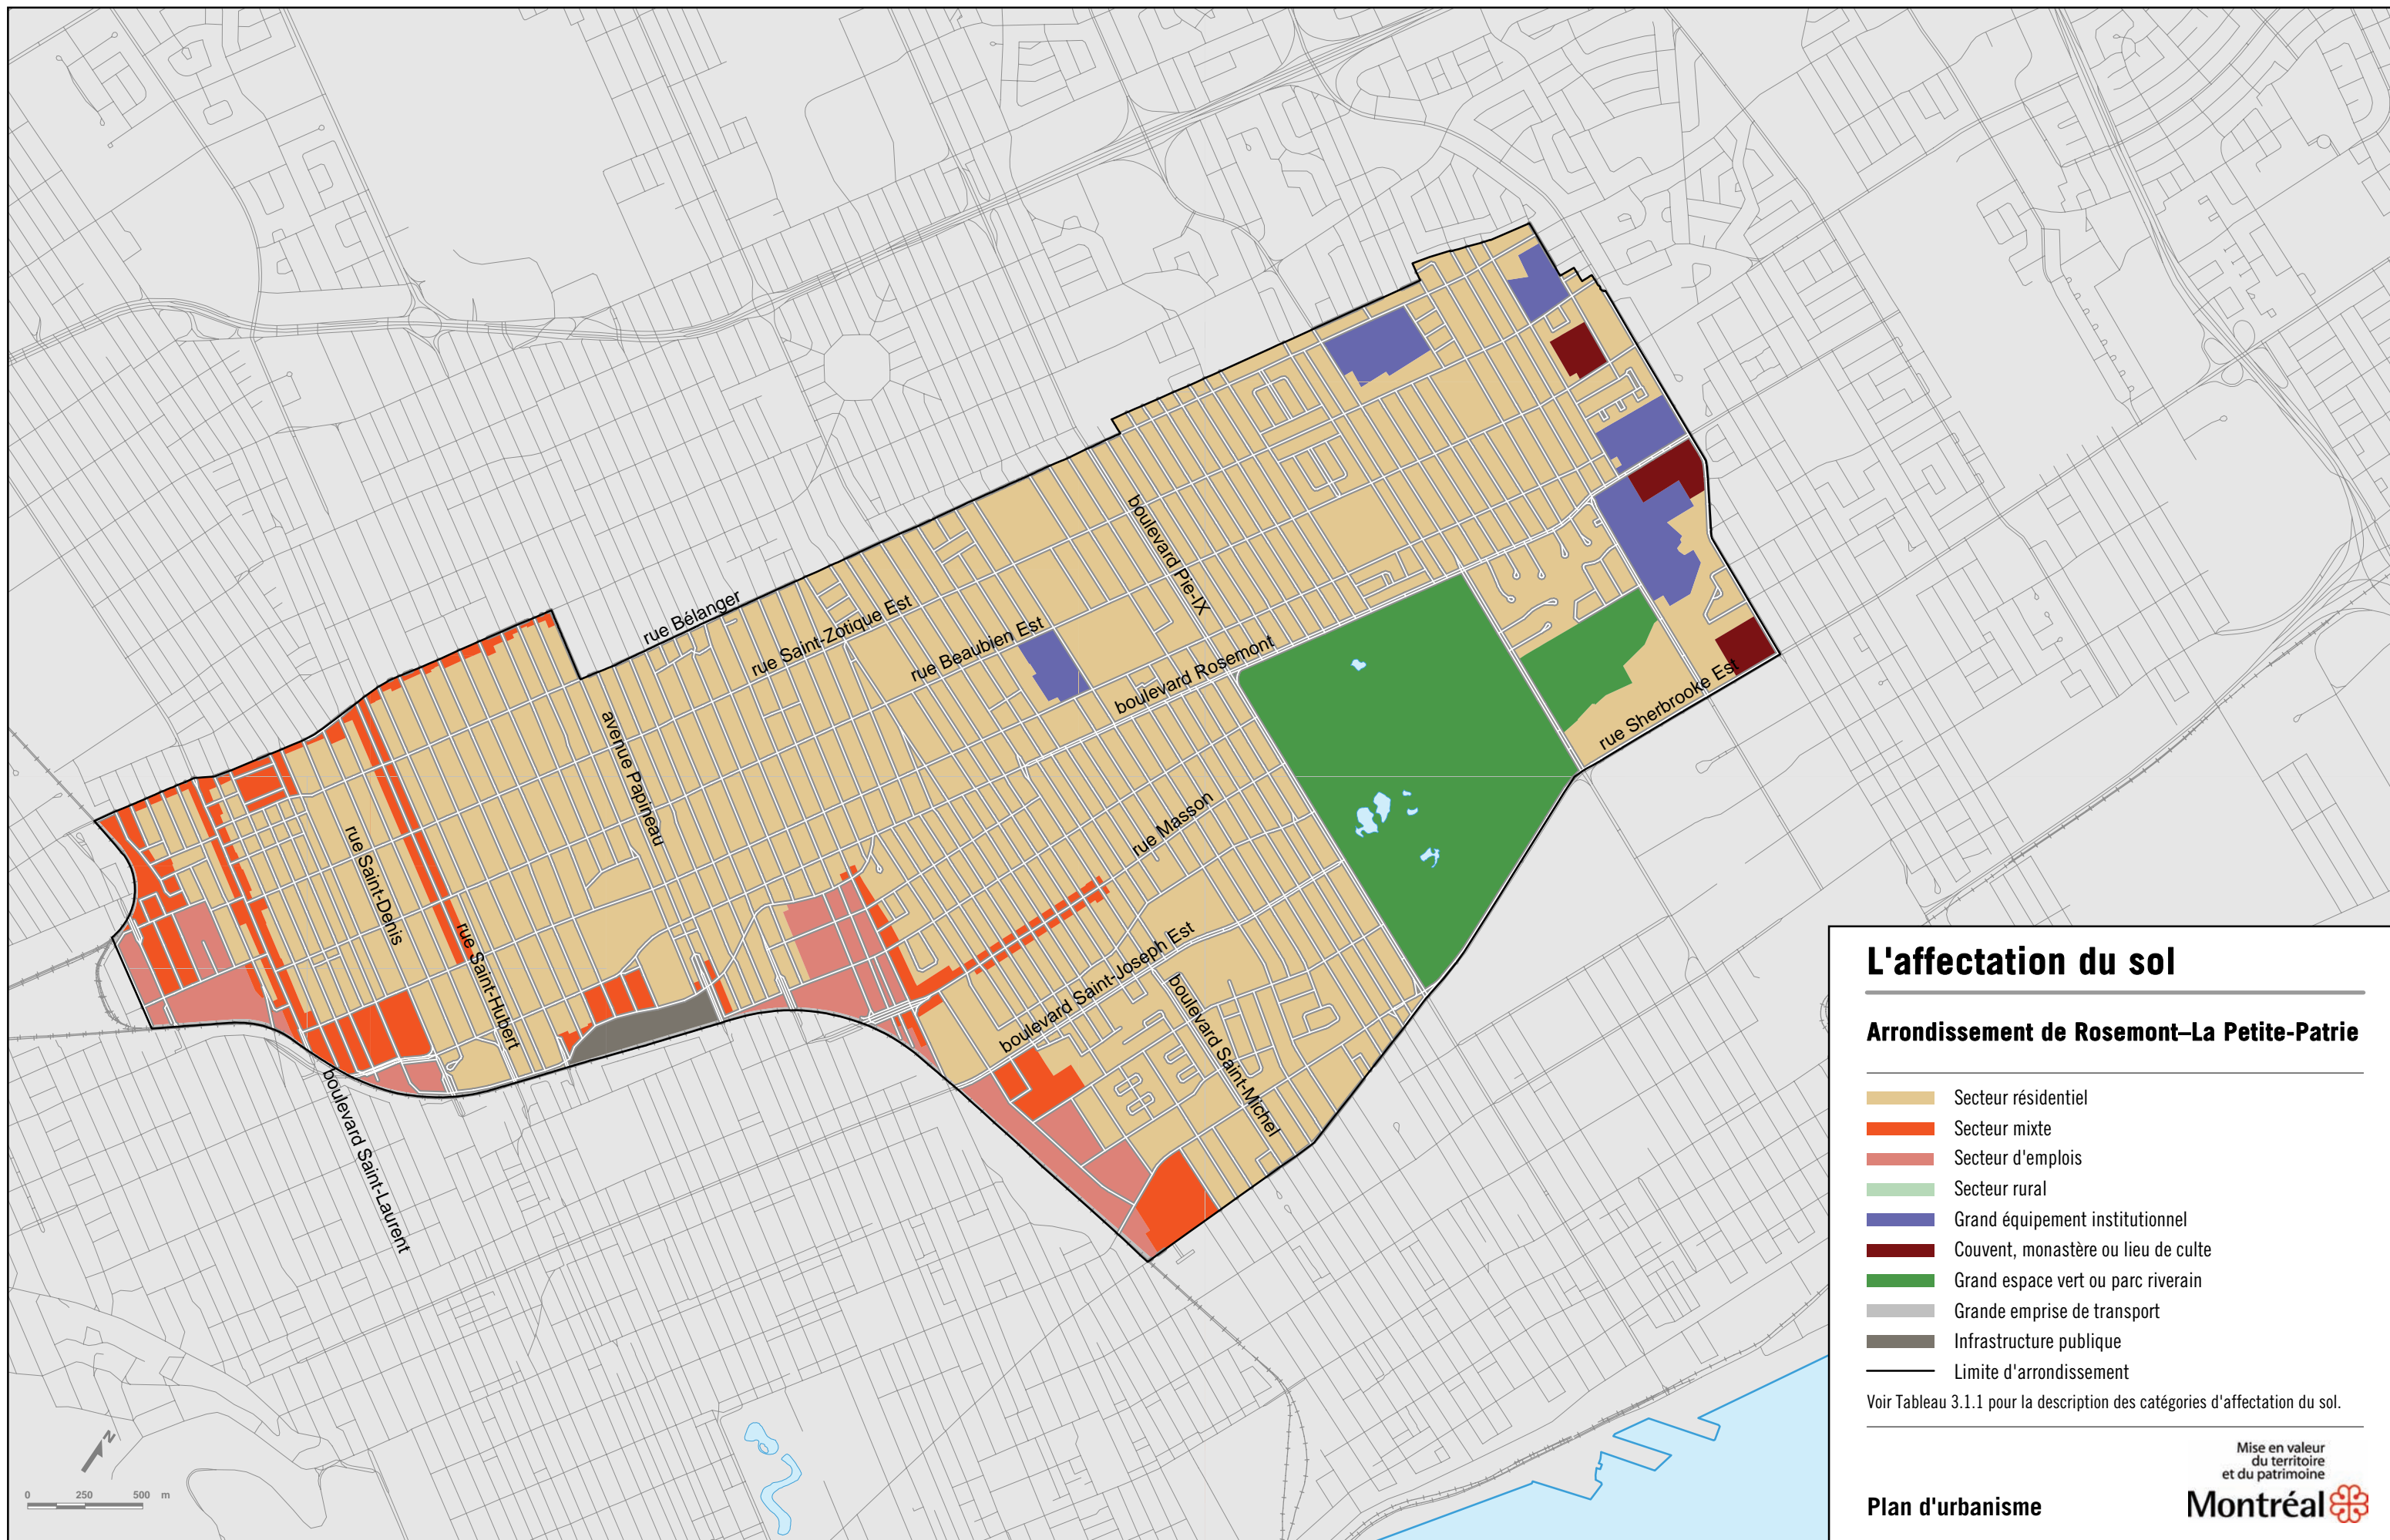 boulevard Pie-IX
rue Bélanger
rue Saint-Zotique Est
rue Beaubien Est
boulevard Rosemont
rue Sherbrooke Est
avenue Papineau
rue Masson
rue Saint-Denis
rue Saint-Hubert
boulevard Saint-Joseph Est
boulevard Saint-Michel
boulevard Saint-Laurent
L'affectation du sol
Arrondissement de Rosemont–La Petite-Patrie
Secteur résidentiel
Secteur mixte
Secteur d'emplois
Secteur rural
Grand équipement institutionnel
Couvent, monastère ou lieu de culte
Grand espace vert ou parc riverain
Grande emprise de transport
Infrastructure publique
Limite d'arrondissement
Voir Tableau 3.1.1 pour la description des catégories d'affectation du sol.
N
0 250 500 m
Mise en valeur
du territoire
et du patrimoine
Plan d'urbanisme
Montréal